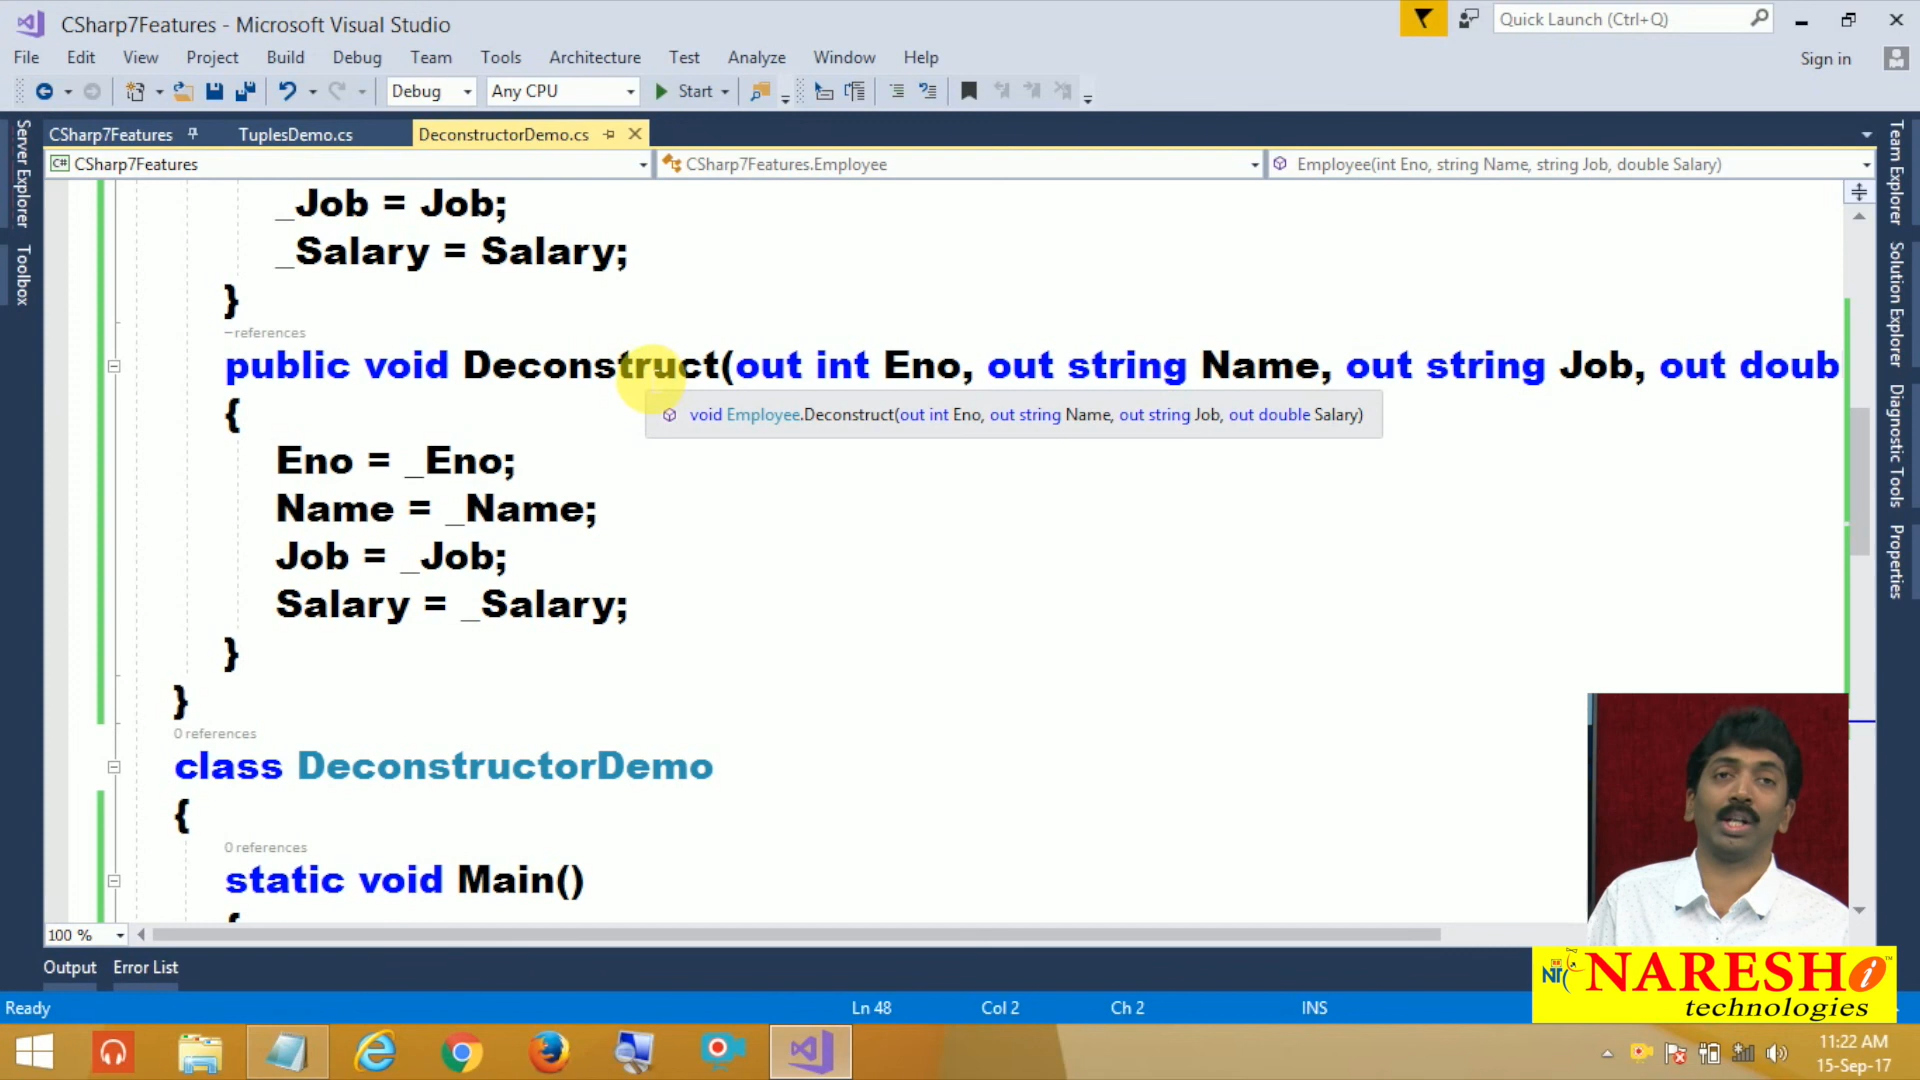 CSharp7Features - Microsoft Visual Studio
Quick Launch (Ctrl+Q)
File Edit View Project Build Debug Team Tools Architecture Test Analyze Window Help
Sign in
Debug Any CPU Start
CSharp7Features TuplesDemo.cs DeconstructorDemo.cs
C# CSharp7Features CSharp7Features.Employee Employee(int Eno, string Name, string Job, double Salary)
Server Explorer
Toolbox
Team Explorer
Solution Explorer
Diagnostic Tools
Properties
_Job = Job;
_Salary = Salary;
}
–references
public void Deconstruct(out int Eno, out string Name, out string Job, out doub
void Employee.Deconstruct(out int Eno, out string Name, out string Job, out double Salary)
{
Eno = _Eno;
Name = _Name;
Job = _Job;
Salary = _Salary;
}
}
0 references
class DeconstructorDemo
{
0 references
static void Main()
{
100 %
Output Error List
NARESHi
technologies
Ready Ln 48 Col 2 Ch 2 INS
11:22 AM
15-Sep-17